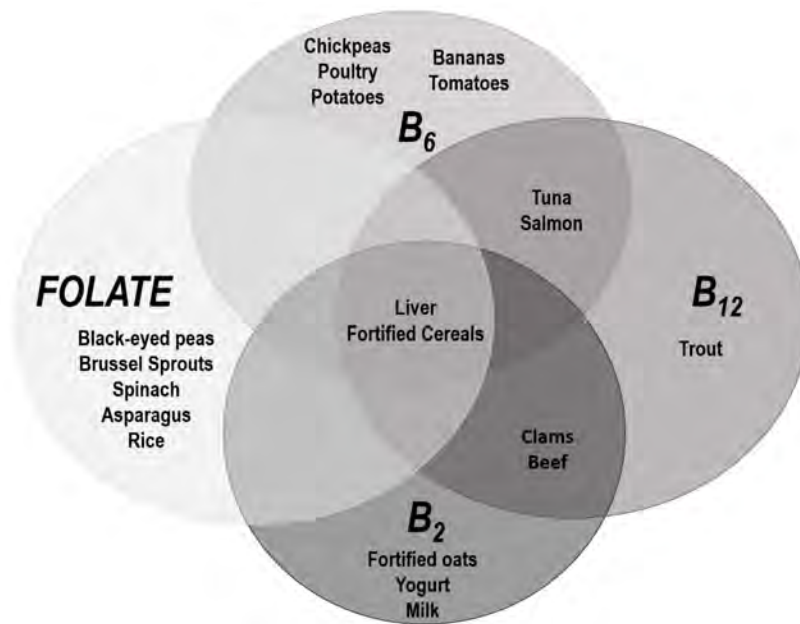 Chickpeas
Poultry
Potatoes
Bananas
Tomatoes
B6
Tuna
Salmon
FOLATE
Black-eyed peas
Brussel Sprouts
Spinach
Asparagus
Rice
Liver
Fortified Cereals
B12
Trout
Clams
Beef
B2
Fortified oats
Yogurt
Milk